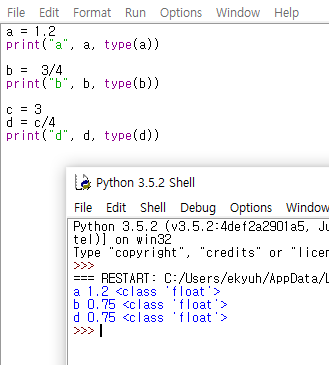 File Edit Format Run Options Window Help
a = 1.2
print("a", a, type(a))
b =  3/4
print("b", b, type(b))
c = 3
d = c/4
print("d", d, type(d))
Python 3.5.2 Shell
File Edit Shell Debug Options Window
Python 3.5.2 (v3.5.2:4def2a2901a5, Ju
tel)] on win32
Type "copyright", "credits" or "licen
>>>
=== RESTART: C:/Users/ekyuh/AppData/L
a 1.2 <class 'float'>
b 0.75 <class 'float'>
d 0.75 <class 'float'>
>>>